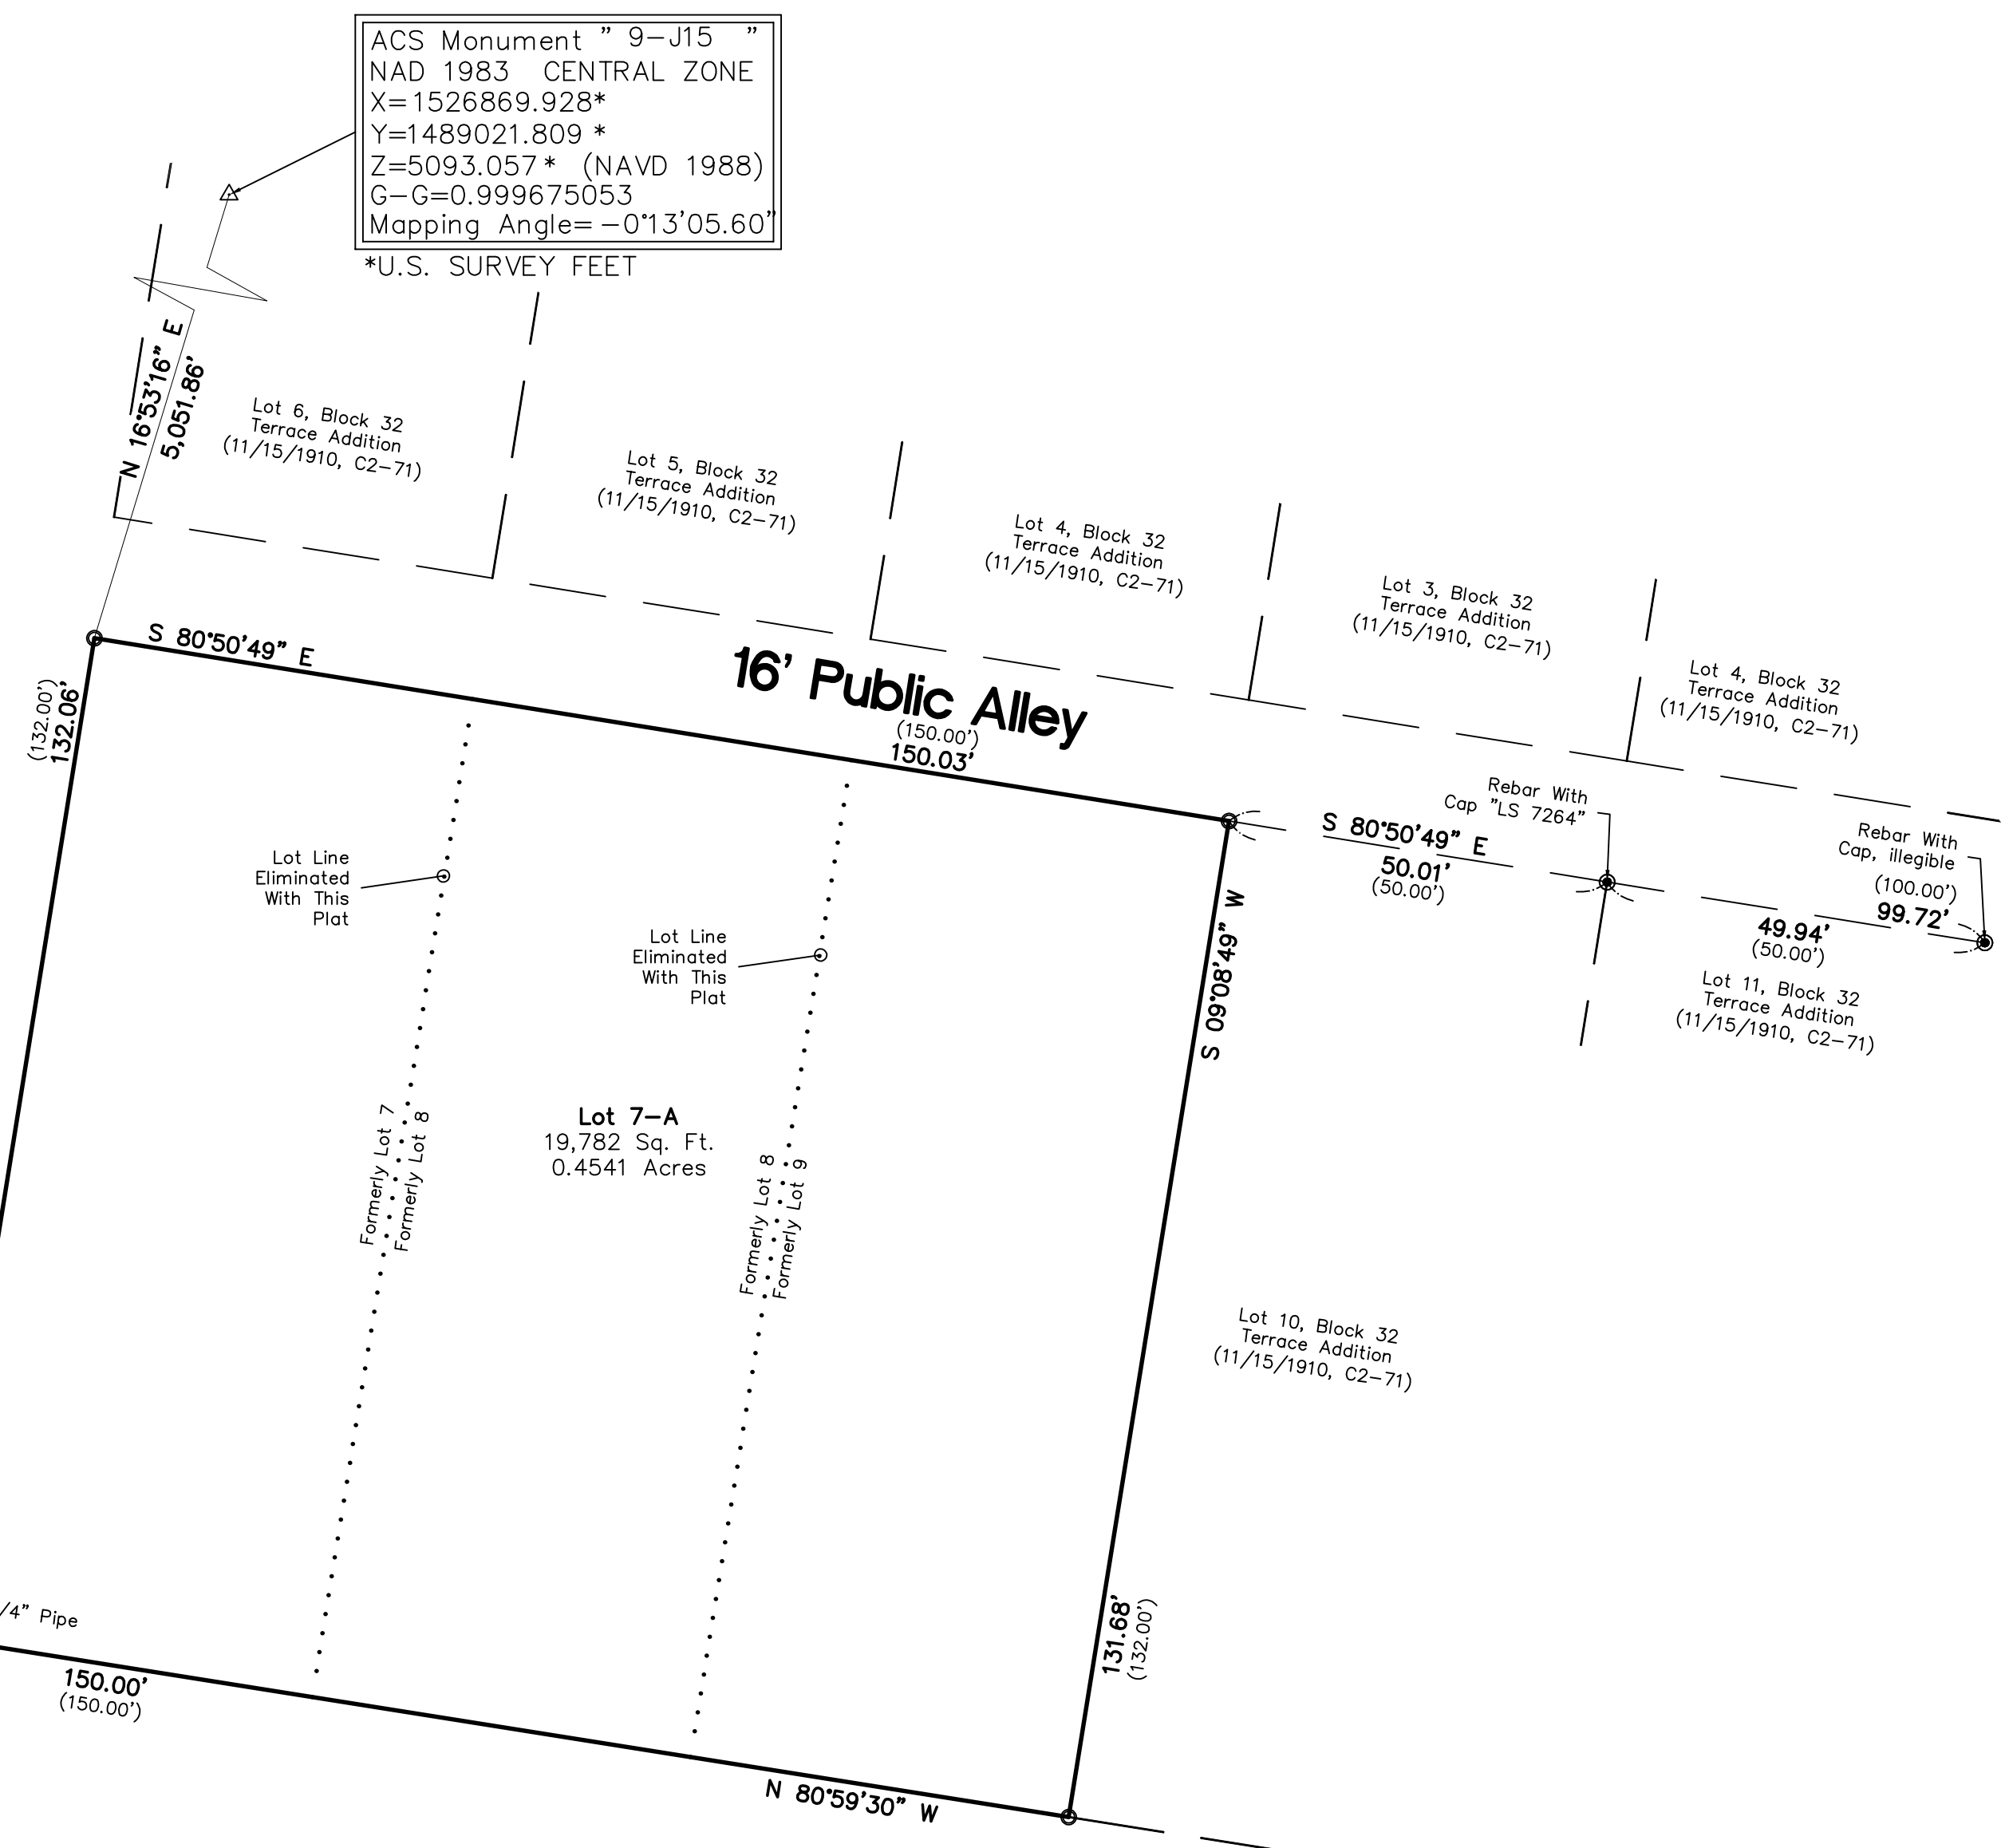 ACS Monument " 9-J15 "
NAD 1983 CENTRAL ZONE
X=1526869.928*
Y=1489021.809 *
Z=5093.057* (NAVD 1988)
G-G=0.999675053
Mapping Angle= -0°13'05.60"
*U.S. SURVEY FEET
N 16°53'16" E
5,051.86'
Lot 6, Block 32
Terrace Addition
(11/15/1910, C2-71)
Lot 5, Block 32
Terrace Addition
(11/15/1910, C2-71)
Lot 4, Block 32
Terrace Addition
(11/15/1910, C2-71)
Lot 3, Block 32
Terrace Addition
(11/15/1910, C2-71)
Lot 4, Block 32
Terrace Addition
(11/15/1910, C2-71)
S 80°50'49" E
16' Public Alley
(150.00')
150.03'
(132.00')
132.06'
Rebar With
Cap "LS 7264"
S 80°50'49" E
50.01'
(50.00')
Rebar With
Cap, illegible
(100.00')
99.72'
49.94'
(50.00')
Lot 11, Block 32
Terrace Addition
(11/15/1910, C2-71)
Lot Line
Eliminated
With This
Plat
Lot Line
Eliminated
With This
Plat
S 09°08'49" W
Lot 7-A
19,782 Sq. Ft.
0.4541 Acres
Formerly Lot 7
Formerly Lot 8
Formerly Lot 8
Formerly Lot 9
Lot 10, Block 32
Terrace Addition
(11/15/1910, C2-71)
131.68'
(132.00')
/4" Pipe
150.00'
(150.00')
N 80°59'30" W